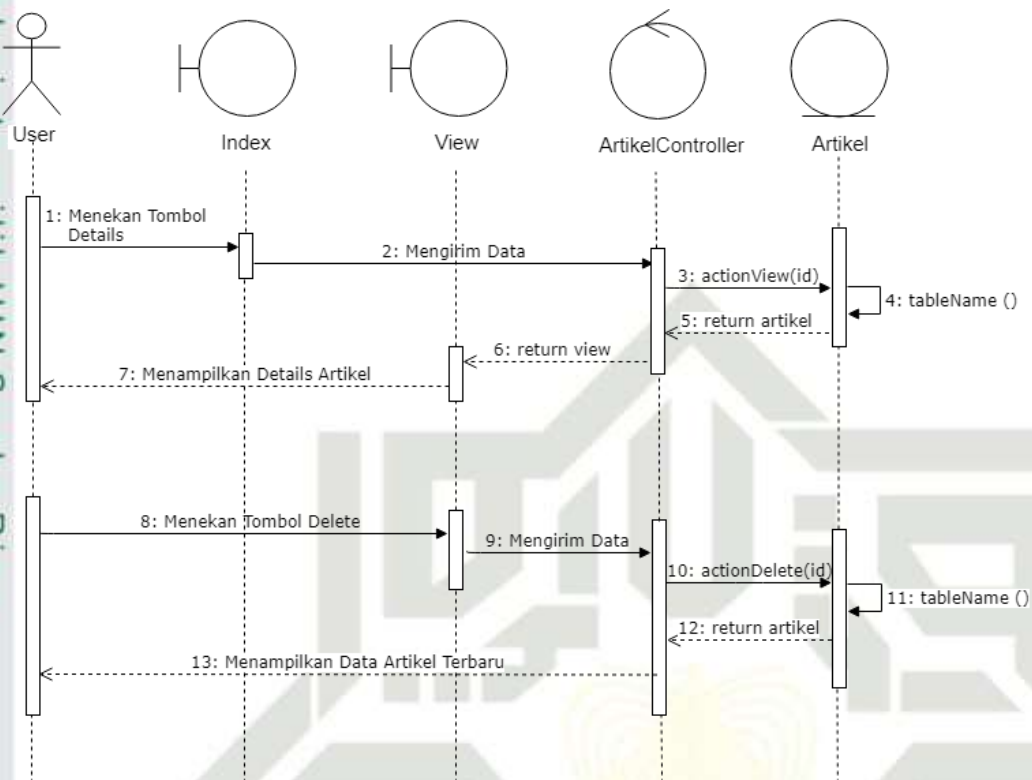 User
Index
View
ArtikelController
Artikel
1: Menekan Tombol
Details
2: Mengirim Data
3: actionView(id)
4: tableName ()
5: return artikel
6: return view
7: Menampilkan Details Artikel
8: Menekan Tombol Delete
9: Mengirim Data
10: actionDelete(id)
11: tableName ()
12: return artikel
13: Menampilkan Data Artikel Terbaru